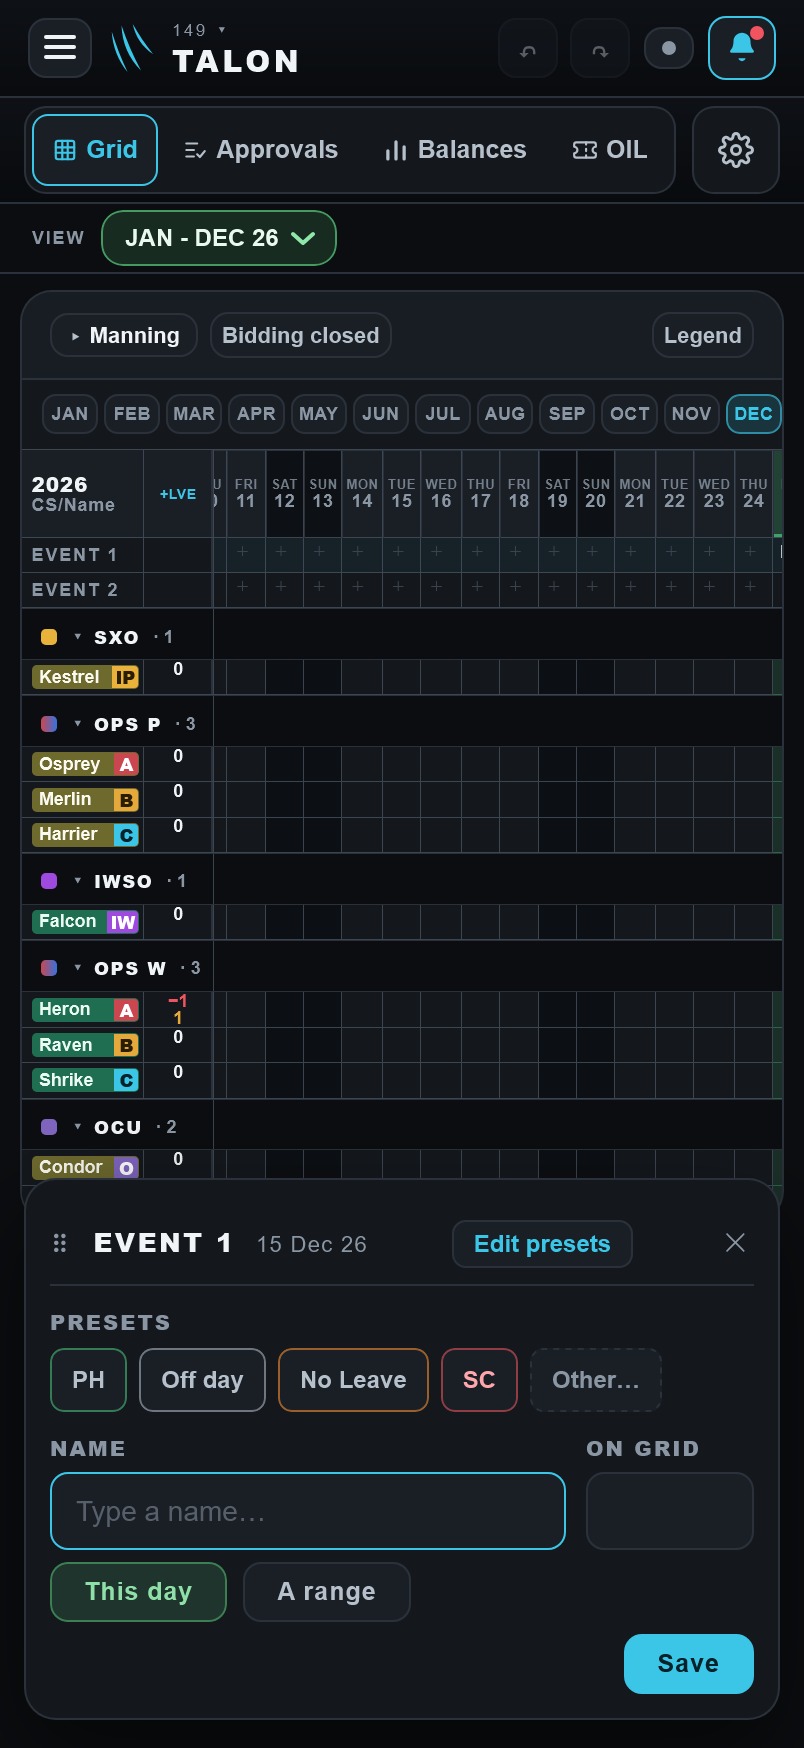 149 ▾
TALON
Grid
Approvals
Balances
OIL
VIEW
JAN - DEC 26
▸ Manning
Bidding closed
Legend
JAN FEB MAR APR MAY JUN JUL AUG SEP OCT NOV DEC
2026
CS/Name
+LVE
FRI SAT SUN MON TUE WED THU FRI SAT SUN MON TUE WED THU
11 12 13 14 15 16 17 18 19 20 21 22 23 24
EVENT 1 + + + + + + + + + + + + + +
EVENT 2 + + + + + + + + + + + + + +
▾ SXO · 1
Kestrel IP 0
▾ OPS P · 3
Osprey A 0
Merlin B 0
Harrier C 0
▾ IWSO · 1
Falcon IW 0
▾ OPS W · 3
Heron A −1
1
Raven B 0
Shrike C 0
▾ OCU · 2
Condor O 0
EVENT 1 15 Dec 26 Edit presets
PRESETS
PH Off day No Leave SC Other…
NAME ON GRID
Type a name…
This day A range
Save